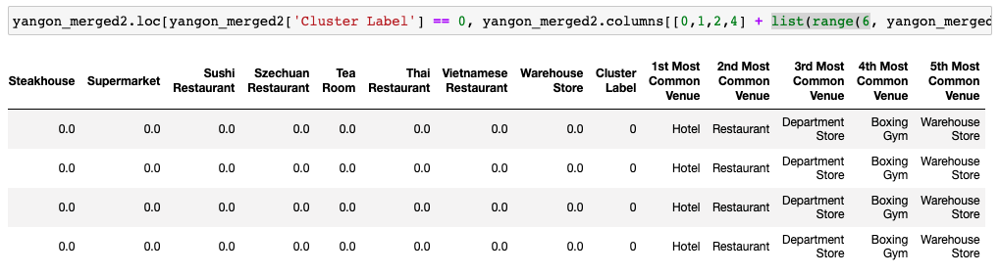 yangon_merged2.loc[yangon_merged2['Cluster Label'] == 0, yangon_merged2.columns[[0,1,2,4] + list(range(6, yangon_merged
Steakhouse Supermarket Sushi Restaurant Szechuan Restaurant Tea Room Thai Restaurant Vietnamese Restaurant Warehouse Store Cluster Label 1st Most Common Venue 2nd Most Common Venue 3rd Most Common Venue 4th Most Common Venue 5th Most Common Venue
0.0 0.0 0.0 0.0 0.0 0.0 0.0 0.0 0 Hotel Restaurant Department Store Boxing Gym Warehouse Store
0.0 0.0 0.0 0.0 0.0 0.0 0.0 0.0 0 Hotel Restaurant Department Store Boxing Gym Warehouse Store
0.0 0.0 0.0 0.0 0.0 0.0 0.0 0.0 0 Hotel Restaurant Department Store Boxing Gym Warehouse Store
0.0 0.0 0.0 0.0 0.0 0.0 0.0 0.0 0 Hotel Restaurant Department Store Boxing Gym Warehouse Store